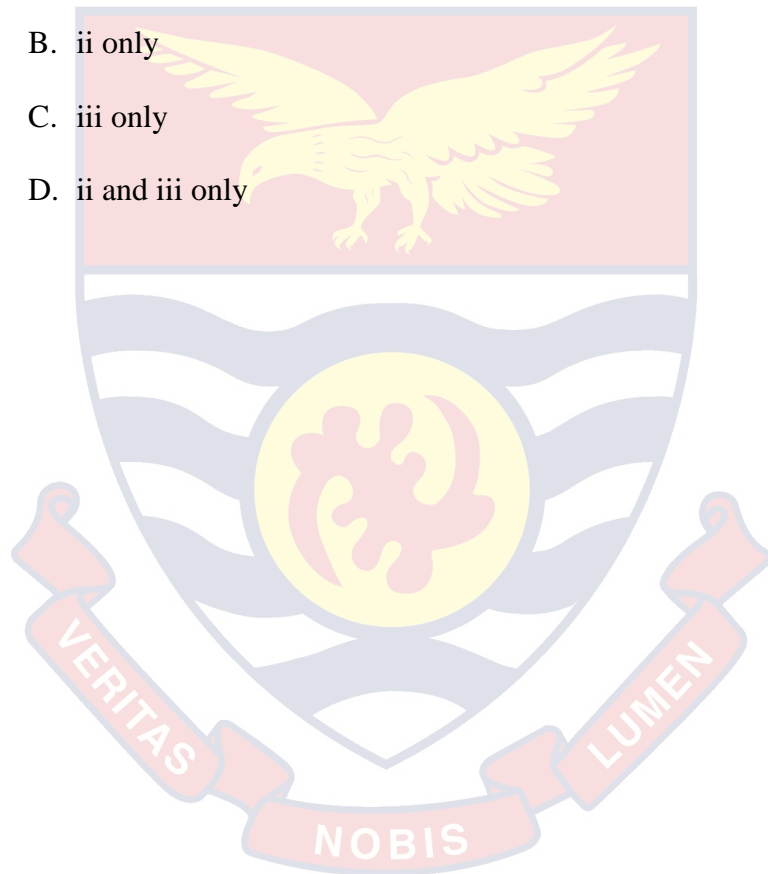 B. ii only
C. iii only
D. ii and iii only
VERITAS
NOBIS
LUMEN